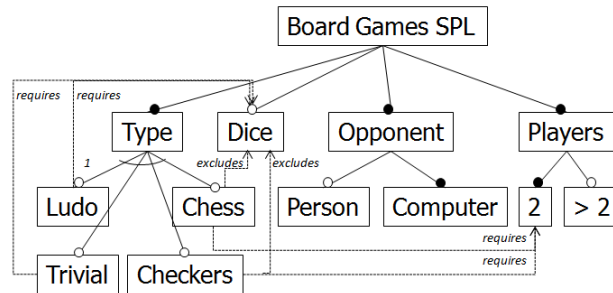 Board Games SPL
requires requires
Type Dice Opponent Players
1 excludes excludes
Ludo Chess Person Computer 2 > 2
requires
requires
Trivial Checkers